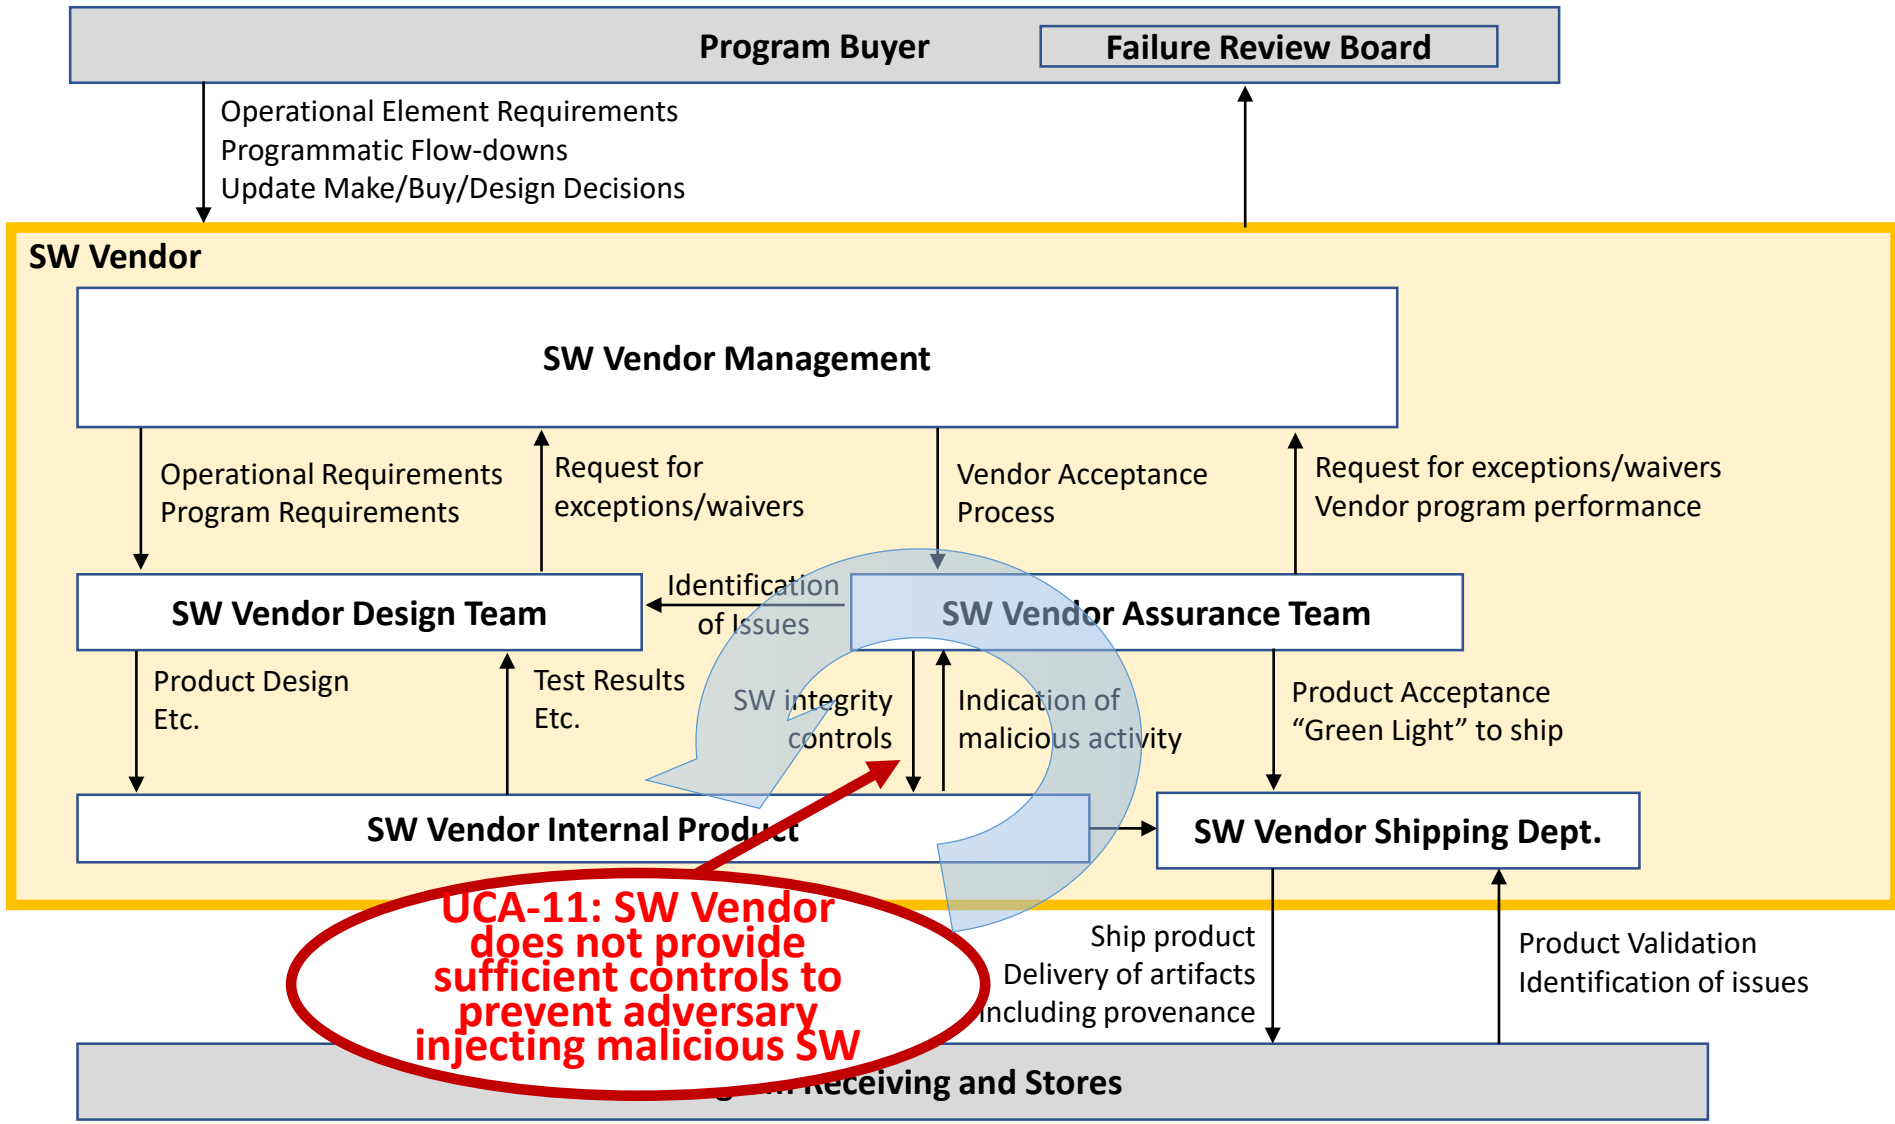 Program Buyer
Failure Review Board
Operational Element Requirements
Programmatic Flow-downs
Update Make/Buy/Design Decisions
SW Vendor
SW Vendor Management
Operational Requirements
Program Requirements
Request for
exceptions/waivers
Vendor Acceptance
Process
Request for exceptions/waivers
Vendor program performance
SW Vendor Design Team
Identification
of Issues
SW Vendor Assurance Team
Product Design
Etc.
Test Results
Etc.
SW integrity
controls
Indication of
malicious activity
Product Acceptance
“Green Light” to ship
SW Vendor Internal Product
SW Vendor Shipping Dept.
UCA-11: SW Vendor
does not provide
sufficient controls to
prevent adversary
injecting malicious SW
Ship product
Delivery of artifacts
including provenance
Product Validation
Identification of issues
Receiving and Stores